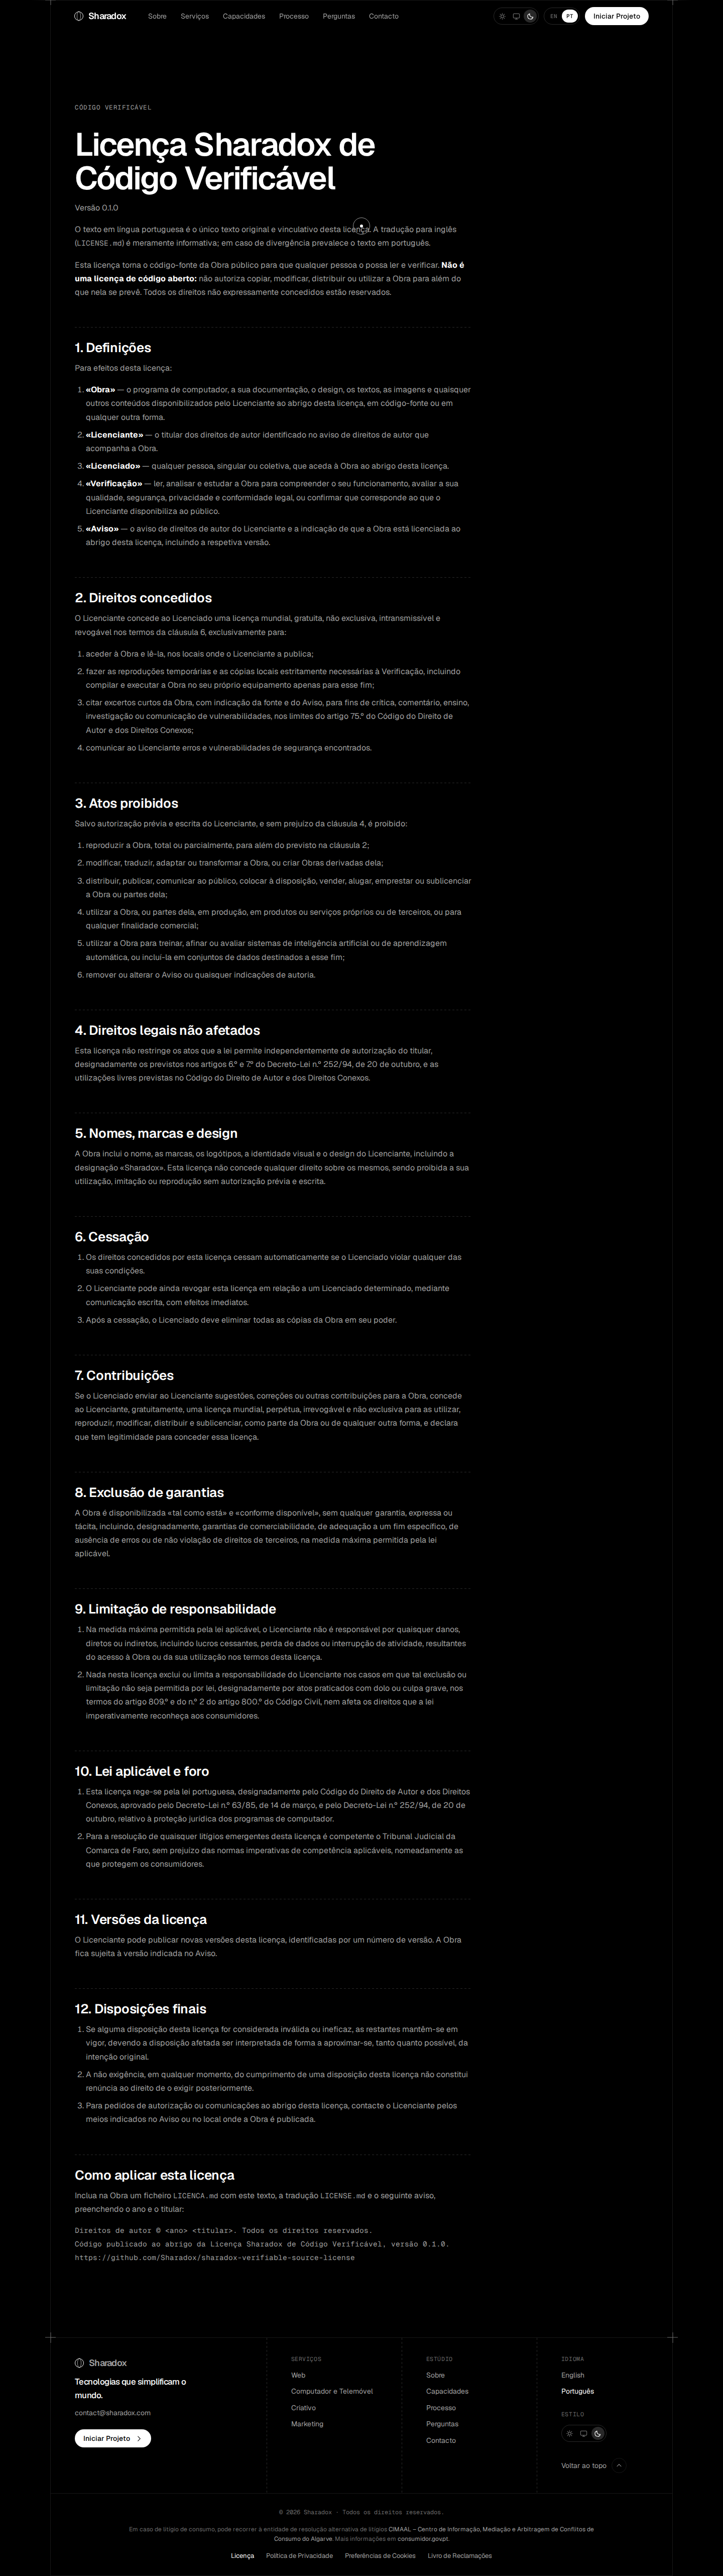 Sharadox
Sobre
Serviços
Capacidades
Processo
Perguntas
Contacto
EN
PT
Iniciar Projeto
CÓDIGO VERIFICÁVEL
Licença Sharadox de
Código Verificável
Versão 0.1.0
O texto em língua portuguesa é o único texto original e vinculativo desta licença. A tradução para inglês
(LICENSE.md) é meramente informativa; em caso de divergência prevalece o texto em português.
Esta licença torna o código-fonte da Obra público para que qualquer pessoa o possa ler e verificar. Não é
uma licença de código aberto: não autoriza copiar, modificar, distribuir ou utilizar a Obra para além do
que nela se prevê. Todos os direitos não expressamente concedidos estão reservados.
1. Definições
Para efeitos desta licença:
1. «Obra» — o programa de computador, a sua documentação, o design, os textos, as imagens e quaisquer
outros conteúdos disponibilizados pelo Licenciante ao abrigo desta licença, em código-fonte ou em
qualquer outra forma.
2. «Licenciante» — o titular dos direitos de autor identificado no aviso de direitos de autor que
acompanha a Obra.
3. «Licenciado» — qualquer pessoa, singular ou coletiva, que aceda à Obra ao abrigo desta licença.
4. «Verificação» — ler, analisar e estudar a Obra para compreender o seu funcionamento, avaliar a sua
qualidade, segurança, privacidade e conformidade legal, ou confirmar que corresponde ao que o
Licenciante disponibiliza ao público.
5. «Aviso» — o aviso de direitos de autor do Licenciante e a indicação de que a Obra está licenciada ao
abrigo desta licença, incluindo a respetiva versão.
2. Direitos concedidos
O Licenciante concede ao Licenciado uma licença mundial, gratuita, não exclusiva, intransmissível e
revogável nos termos da cláusula 6, exclusivamente para:
1. aceder à Obra e lê-la, nos locais onde o Licenciante a publica;
2. fazer as reproduções temporárias e as cópias locais estritamente necessárias à Verificação, incluindo
compilar e executar a Obra no seu próprio equipamento apenas para esse fim;
3. citar excertos curtos da Obra, com indicação da fonte e do Aviso, para fins de crítica, comentário, ensino,
investigação ou comunicação de vulnerabilidades, nos limites do artigo 75.º do Código do Direito de
Autor e dos Direitos Conexos;
4. comunicar ao Licenciante erros e vulnerabilidades de segurança encontrados.
3. Atos proibidos
Salvo autorização prévia e escrita do Licenciante, e sem prejuízo da cláusula 4, é proibido:
1. reproduzir a Obra, total ou parcialmente, para além do previsto na cláusula 2;
2. modificar, traduzir, adaptar ou transformar a Obra, ou criar Obras derivadas dela;
3. distribuir, publicar, comunicar ao público, colocar à disposição, vender, alugar, emprestar ou sublicenciar
a Obra ou partes dela;
4. utilizar a Obra, ou partes dela, em produção, em produtos ou serviços próprios ou de terceiros, ou para
qualquer finalidade comercial;
5. utilizar a Obra para treinar, afinar ou avaliar sistemas de inteligência artificial ou de aprendizagem
automática, ou incluí-la em conjuntos de dados destinados a esse fim;
6. remover ou alterar o Aviso ou quaisquer indicações de autoria.
4. Direitos legais não afetados
Esta licença não restringe os atos que a lei permite independentemente de autorização do titular,
designadamente os previstos nos artigos 6.º e 7.º do Decreto-Lei n.º 252/94, de 20 de outubro, e as
utilizações livres previstas no Código do Direito de Autor e dos Direitos Conexos.
5. Nomes, marcas e design
A Obra inclui o nome, as marcas, os logótipos, a identidade visual e o design do Licenciante, incluindo a
designação «Sharadox». Esta licença não concede qualquer direito sobre os mesmos, sendo proibida a sua
utilização, imitação ou reprodução sem autorização prévia e escrita.
6. Cessação
1. Os direitos concedidos por esta licença cessam automaticamente se o Licenciado violar qualquer das
suas condições.
2. O Licenciante pode ainda revogar esta licença em relação a um Licenciado determinado, mediante
comunicação escrita, com efeitos imediatos.
3. Após a cessação, o Licenciado deve eliminar todas as cópias da Obra em seu poder.
7. Contribuições
Se o Licenciado enviar ao Licenciante sugestões, correções ou outras contribuições para a Obra, concede
ao Licenciante, gratuitamente, uma licença mundial, perpétua, irrevogável e não exclusiva para as utilizar,
reproduzir, modificar, distribuir e sublicenciar, como parte da Obra ou de qualquer outra forma, e declara
que tem legitimidade para conceder essa licença.
8. Exclusão de garantias
A Obra é disponibilizada «tal como está» e «conforme disponível», sem qualquer garantia, expressa ou
tácita, incluindo, designadamente, garantias de comerciabilidade, de adequação a um fim específico, de
ausência de erros ou de não violação de direitos de terceiros, na medida máxima permitida pela lei
aplicável.
9. Limitação de responsabilidade
1. Na medida máxima permitida pela lei aplicável, o Licenciante não é responsável por quaisquer danos,
diretos ou indiretos, incluindo lucros cessantes, perda de dados ou interrupção de atividade, resultantes
do acesso à Obra ou da sua utilização nos termos desta licença.
2. Nada nesta licença exclui ou limita a responsabilidade do Licenciante nos casos em que tal exclusão ou
limitação não seja permitida por lei, designadamente por atos praticados com dolo ou culpa grave, nos
termos do artigo 809.º e do n.º 2 do artigo 800.º do Código Civil, nem afeta os direitos que a lei
imperativamente reconheça aos consumidores.
10. Lei aplicável e foro
1. Esta licença rege-se pela lei portuguesa, designadamente pelo Código do Direito de Autor e dos Direitos
Conexos, aprovado pelo Decreto-Lei n.º 63/85, de 14 de março, e pelo Decreto-Lei n.º 252/94, de 20 de
outubro, relativo à proteção jurídica dos programas de computador.
2. Para a resolução de quaisquer litígios emergentes desta licença é competente o Tribunal Judicial da
Comarca de Faro, sem prejuízo das normas imperativas de competência aplicáveis, nomeadamente as
que protegem os consumidores.
11. Versões da licença
O Licenciante pode publicar novas versões desta licença, identificadas por um número de versão. A Obra
fica sujeita à versão indicada no Aviso.
12. Disposições finais
1. Se alguma disposição desta licença for considerada inválida ou ineficaz, as restantes mantêm-se em
vigor, devendo a disposição afetada ser interpretada de forma a aproximar-se, tanto quanto possível, da
intenção original.
2. A não exigência, em qualquer momento, do cumprimento de uma disposição desta licença não constitui
renúncia ao direito de o exigir posteriormente.
3. Para pedidos de autorização ou comunicações ao abrigo desta licença, contacte o Licenciante pelos
meios indicados no Aviso ou no local onde a Obra é publicada.
Como aplicar esta licença
Inclua na Obra um ficheiro LICENCA.md com este texto, a tradução LICENSE.md e o seguinte aviso,
preenchendo o ano e o titular:
Direitos de autor © <ano> <titular>. Todos os direitos reservados.
Código publicado ao abrigo da Licença Sharadox de Código Verificável, versão 0.1.0.
https://github.com/Sharadox/sharadox-verifiable-source-license
Sharadox
Tecnologias que simplificam o
mundo.
contact@sharadox.com
Iniciar Projeto
SERVIÇOS
Web
Computador e Telemóvel
Criativo
Marketing
ESTÚDIO
Sobre
Capacidades
Processo
Perguntas
Contacto
IDIOMA
English
Português
ESTILO
Voltar ao topo
© 2026 Sharadox · Todos os direitos reservados.
Em caso de litígio de consumo, pode recorrer à entidade de resolução alternativa de litígios CIMAAL – Centro de Informação, Mediação e Arbitragem de Conflitos de
Consumo do Algarve. Mais informações em consumidor.gov.pt.
Licença
Política de Privacidade
Preferências de Cookies
Livro de Reclamações